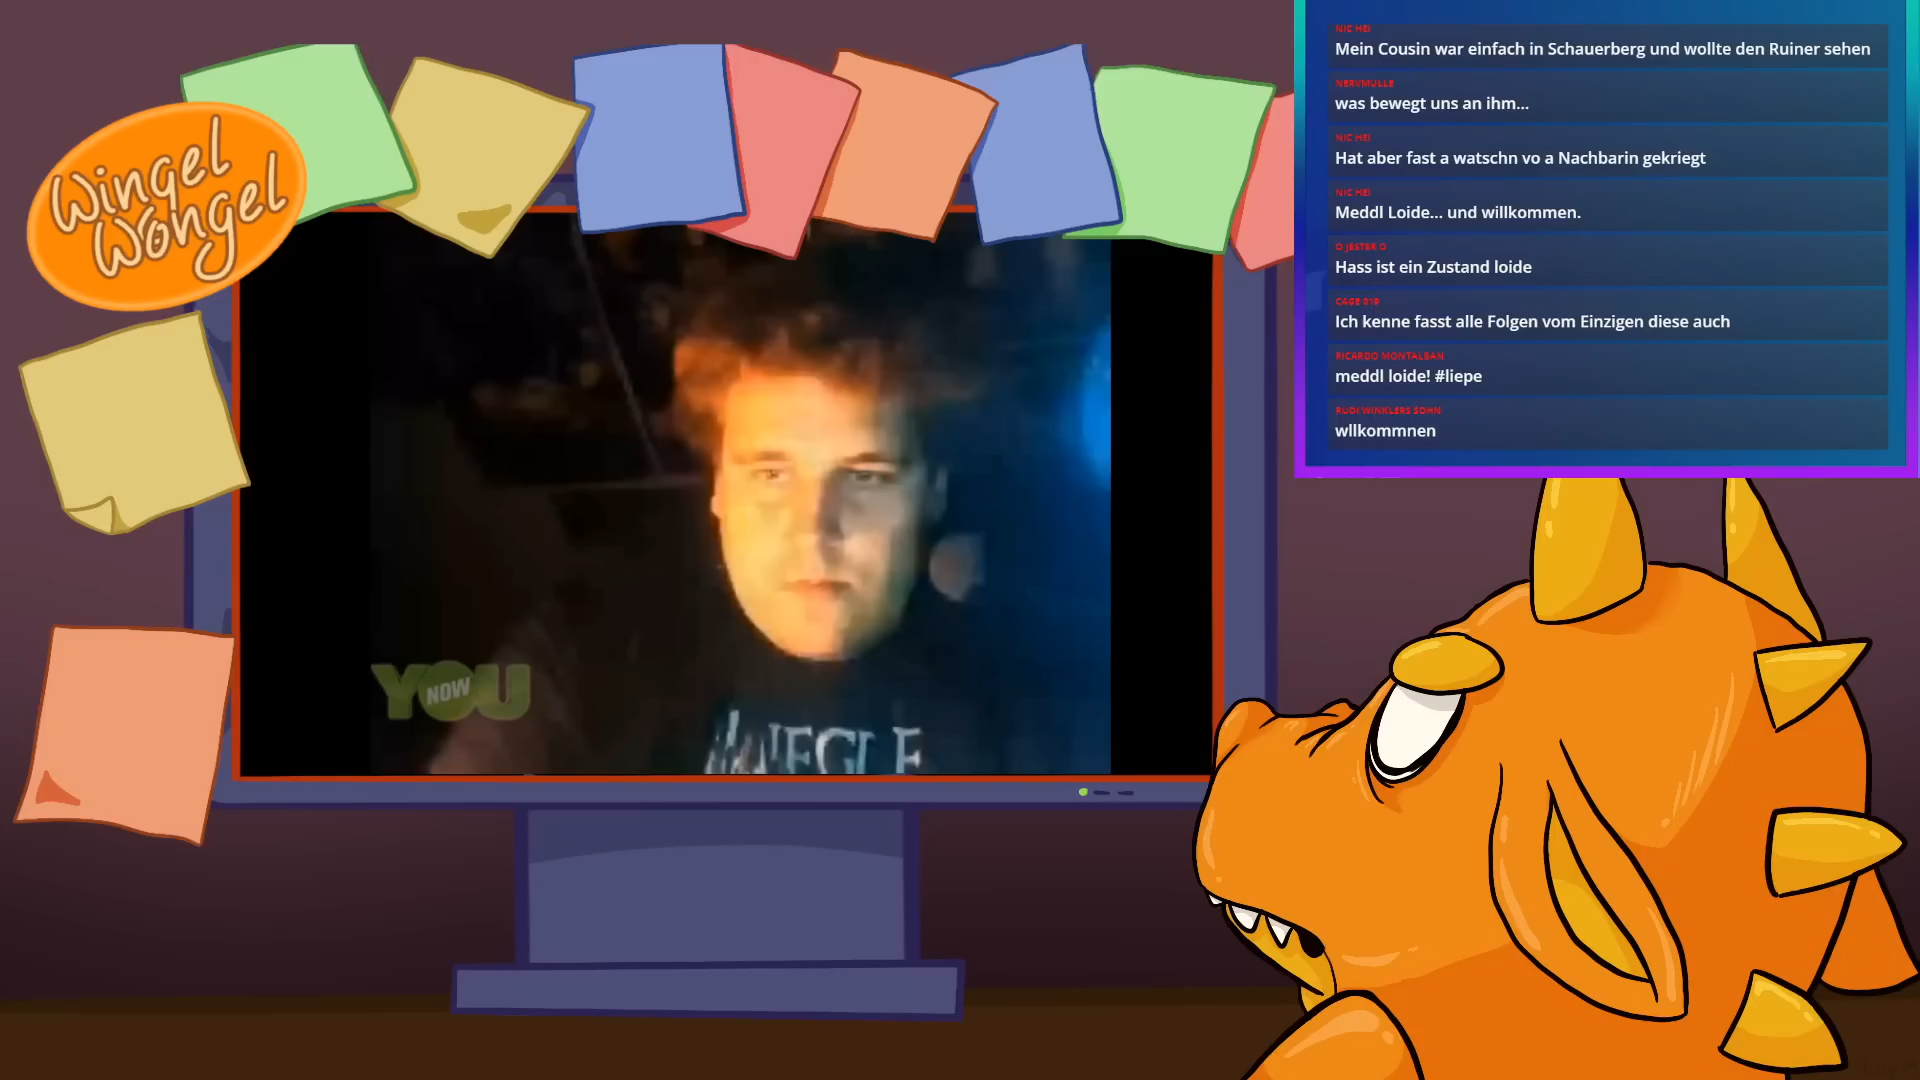 Wingel
Wongel
YOU
NOW
NIC HEI
Mein Cousin war einfach in Schauerberg und wollte den Ruiner sehen
NERVMULLE
was bewegt uns an ihm...
NIC HEI
Hat aber fast a watschn vo a Nachbarin gekriegt
NIC HEI
Meddl Loide... und willkommen.
O JESTER O
Hass ist ein Zustand loide
CAGE 019
Ich kenne fasst alle Folgen vom Einzigen diese auch
RICARDO MONTALBAN
meddl loide! #liepe
RUDI WINKLERS SOHN
wllkommnen